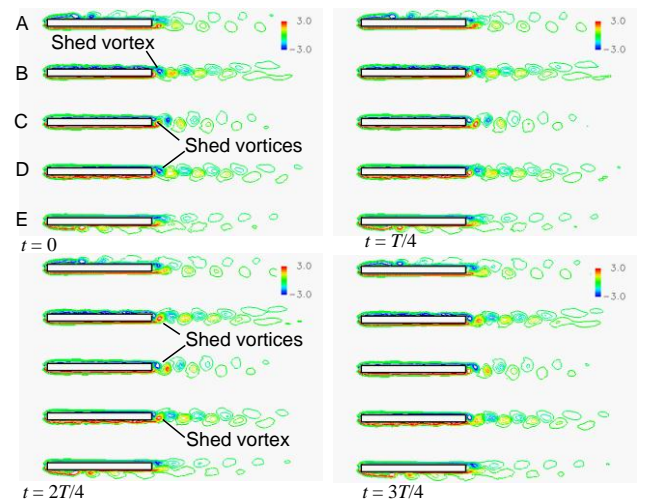 A
3.0
-3.0
3.0
-3.0
Shed vortex
B
C
Shed vortices
D
E
t = 0
t = T/4
3.0
-3.0
3.0
-3.0
Shed vortices
Shed vortex
t = 2T/4
t = 3T/4